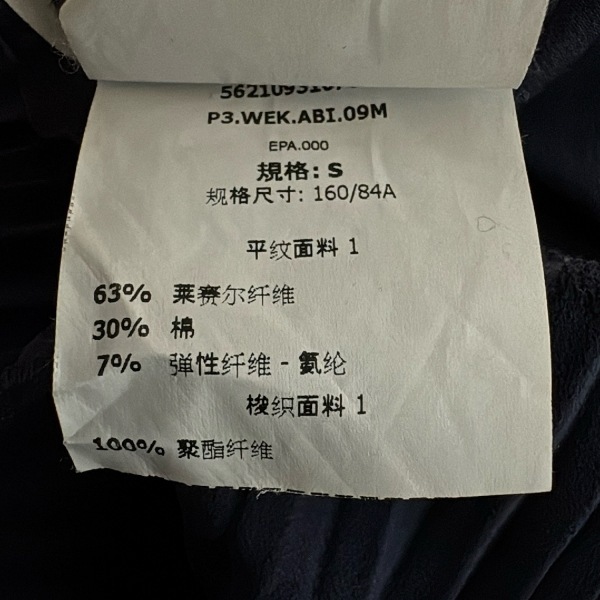 P3.WEK.ABI.09M
EPA.000
規格: S
规格尺寸: 160/84A
平纹面料 1
63% 莱赛尔纤维
30% 棉
7% 弹性纤维 - 氨纶
梭织面料 1
100% 聚酯纤维